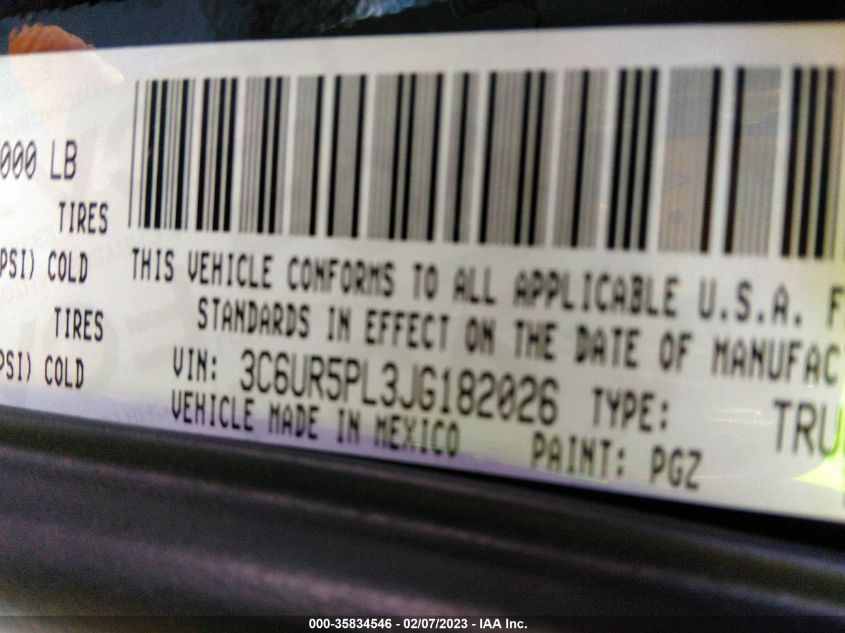 000 LB
TIRES
PSI) COLD
TIRES
PSI) COLD
THIS VEHICLE CONFORMS TO ALL APPLICABLE U.S.A. F
STANDARDS IN EFFECT ON THE DATE OF MANUFAC
VIN: 3C6UR5PL3JG182026 TYPE: TRU
VEHICLE MADE IN MEXICO PAINT: PGZ
000-35834546 - 02/07/2023 - IAA Inc.